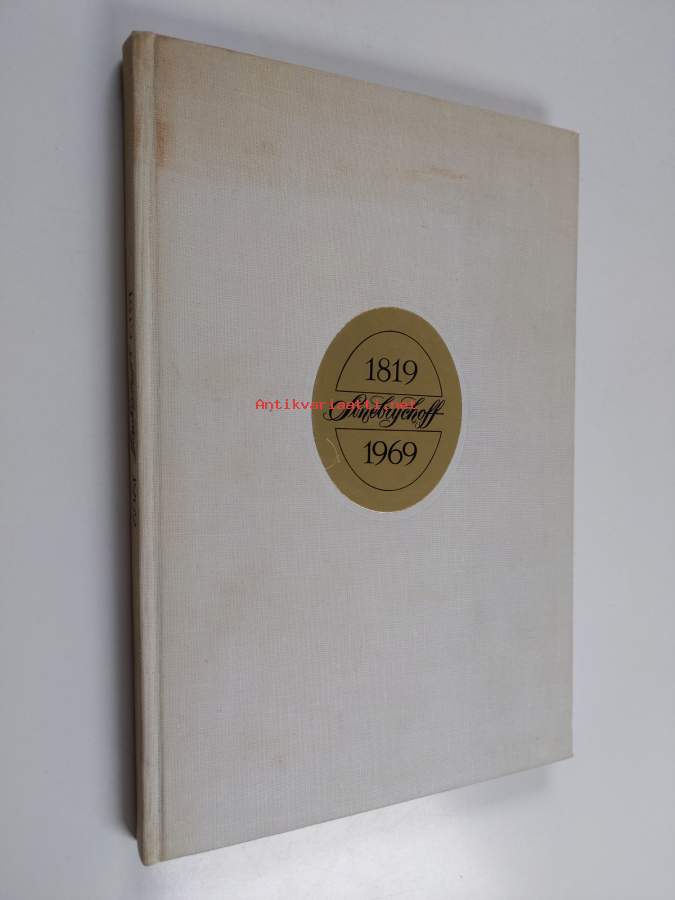 1819
Sinebrychoff
1969
Antikvariaatti.net